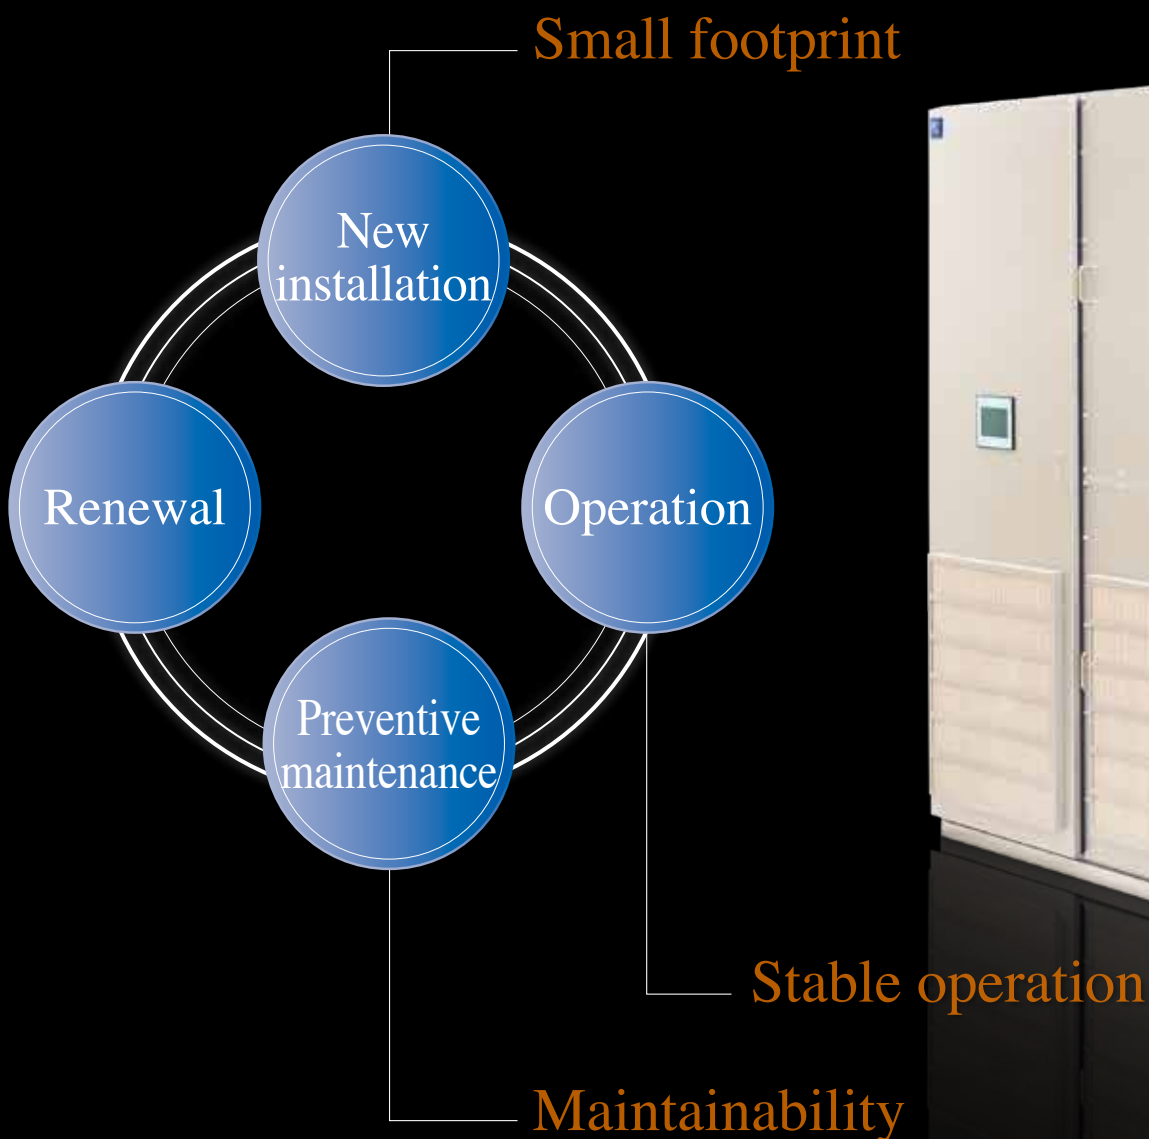 Small footprint
New
installation
Renewal
Operation
Preventive
maintenance
Stable operation
Maintainability